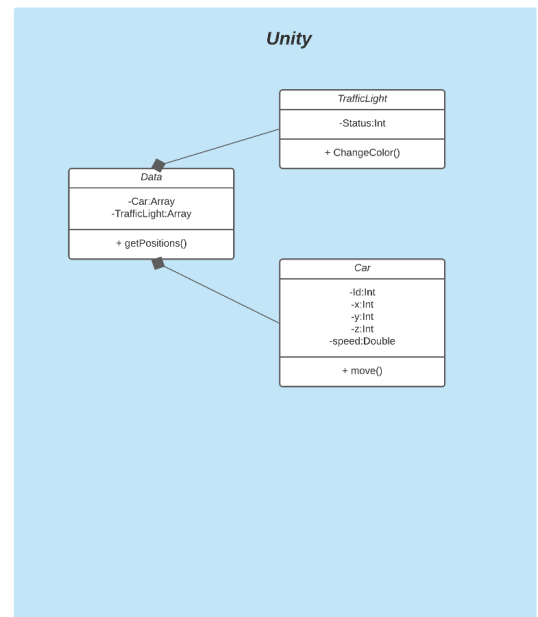 Unity
TrafficLight
-Status:Int
+ ChangeColor()
Data
-Car:Array
-TrafficLight:Array
+ getPositions()
Car
-Id:Int
-x:Int
-y:Int
-z:Int
-speed:Double
+ move()